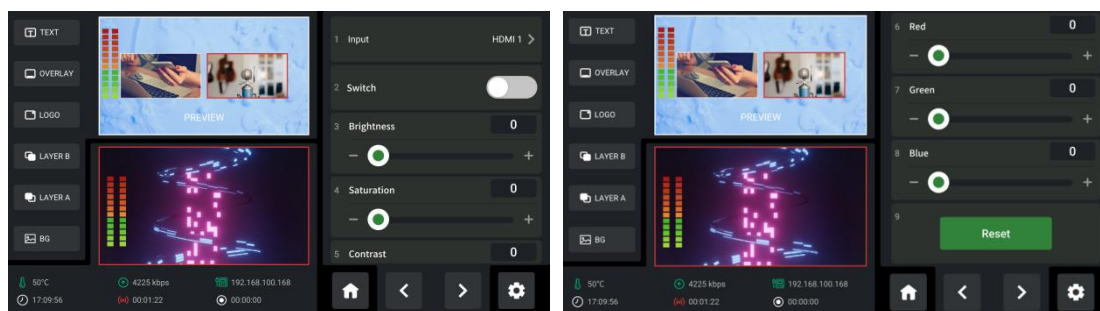 TEXT
OVERLAY
LOGO
LAYER B
LAYER A
BG
PREVIEW
1 Input HDMI 1 >
2 Switch
3 Brightness 0
− +
4 Saturation 0
− +
5 Contrast 0
50°C 4225 kbps 192.168.100.168
17:09:56 00:01:22 00:00:00
TEXT
OVERLAY
LOGO
LAYER B
LAYER A
BG
PREVIEW
6 Red 0
− +
7 Green 0
− +
8 Blue 0
− +
9
Reset
50°C 4225 kbps 192.168.100.168
17:09:56 00:01:22 00:00:00